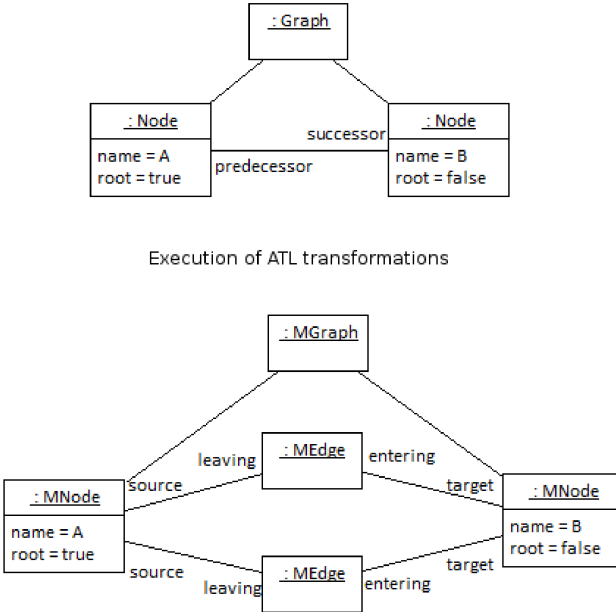 : Graph
: Node
name = A
root = true
successor
predecessor
: Node
name = B
root = false
Execution of ATL transformations
: MGraph
: MEdge
leaving
entering
source
target
: MNode
name = A
root = true
: MNode
name = B
root = false
source
leaving
: MEdge
entering
target